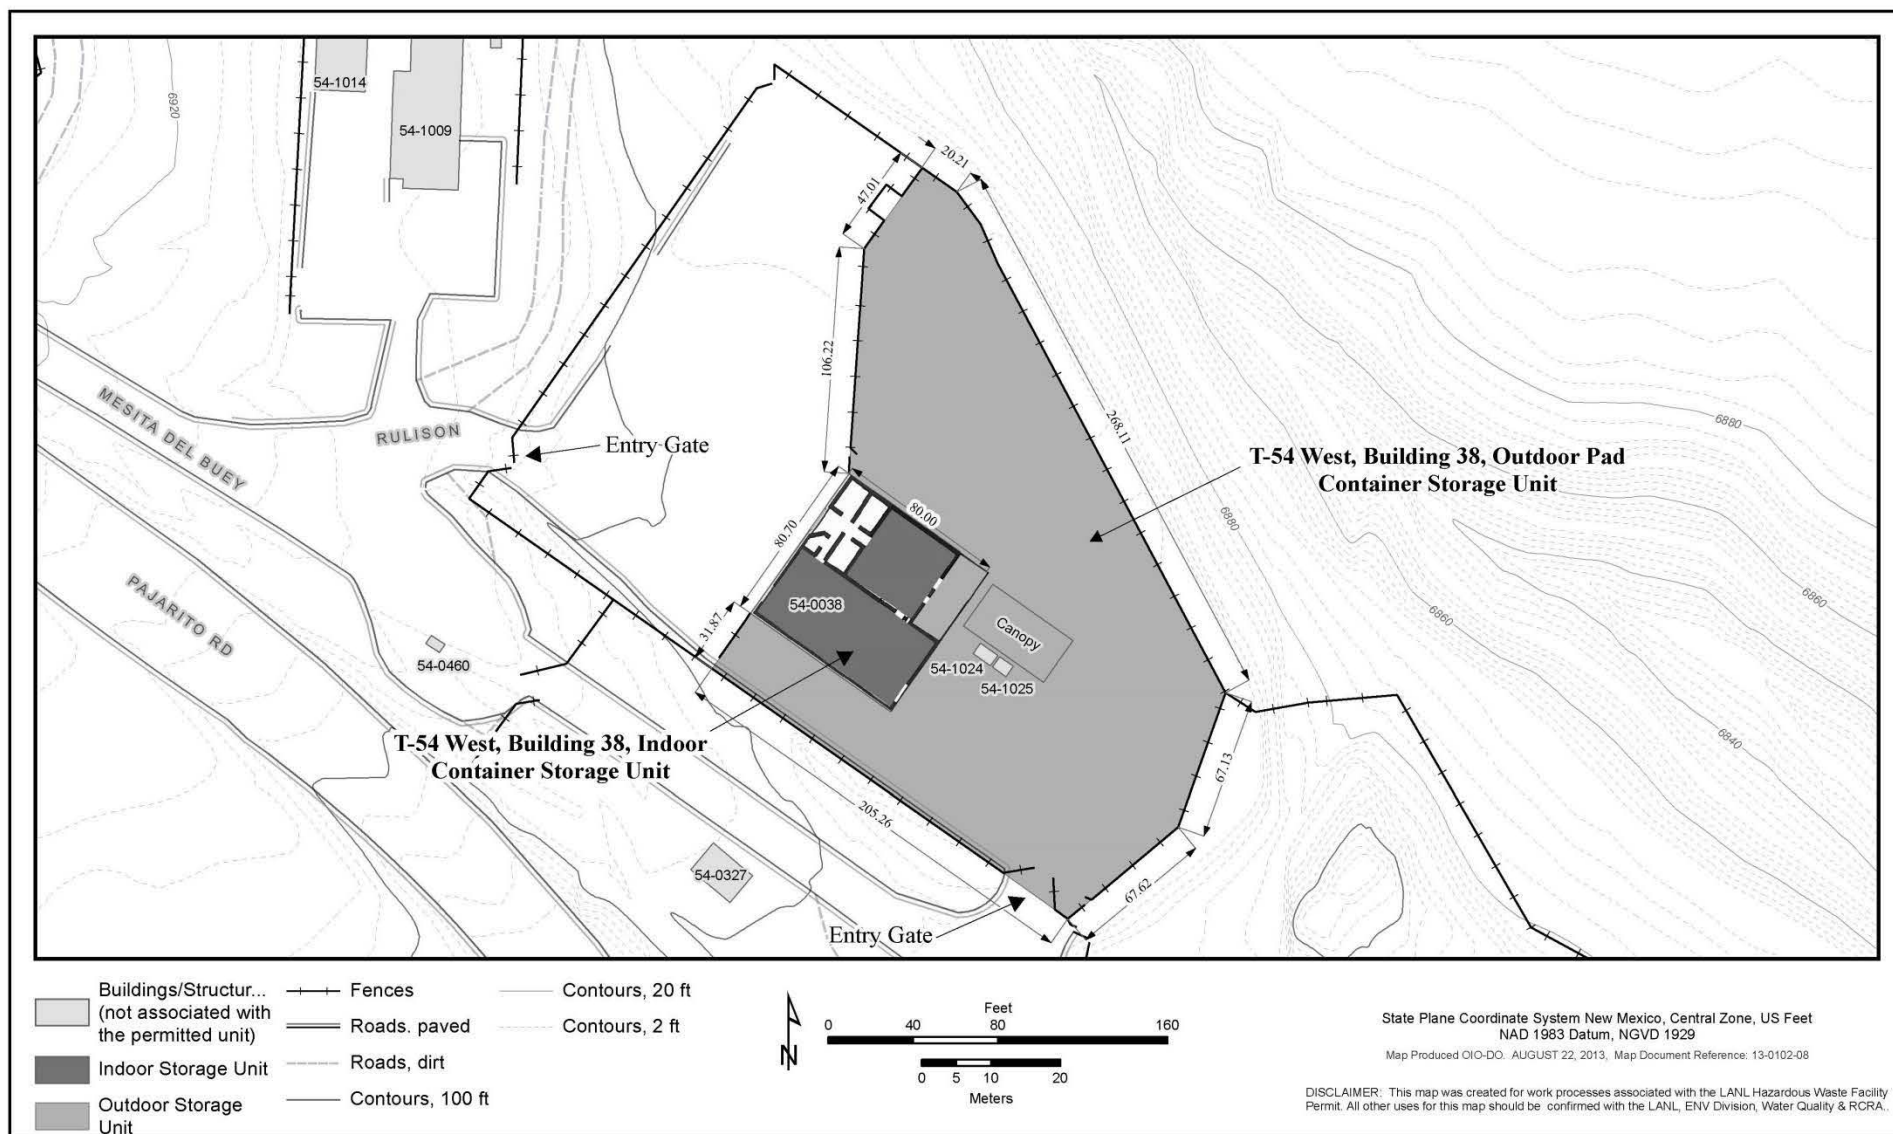 54-1014
54-1009
6920
20.21
47.01
106.22
268.11
MESITA DEL BUEY
RULISON
Entry Gate
6880
6880
T-54 West, Building 38, Outdoor Pad
Container Storage Unit
80.00
80.70
PAJARITO RD
54-0038
31.87
Canopy
6860
6860
54-0460
54-1024
54-1025
6840
T-54 West, Building 38, Indoor
Container Storage Unit
67.13
205.26
54-0327
67.62
Entry Gate
Buildings/Structur...
(not associated with
the permitted unit)
Indoor Storage Unit
Outdoor Storage
Unit
Fences
Roads. paved
Roads, dirt
Contours, 100 ft
Contours, 20 ft
Contours, 2 ft
N
Feet
0 40 80 160
0 5 10 20
Meters
State Plane Coordinate System New Mexico, Central Zone, US Feet
NAD 1983 Datum, NGVD 1929
Map Produced OIO-DO. AUGUST 22, 2013, Map Document Reference: 13-0102-08
DISCLAIMER: This map was created for work processes associated with the LANL Hazardous Waste Facility
Permit. All other uses for this map should be confirmed with the LANL, ENV Division, Water Quality & RCRA..